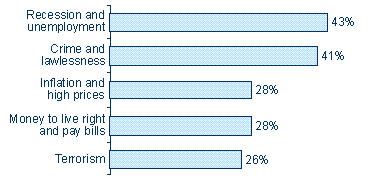 Recession and
unemployment
43%
Crime and
lawlessness
41%
Inflation and
high prices
28%
Money to live right
and pay bills
28%
Terrorism
26%